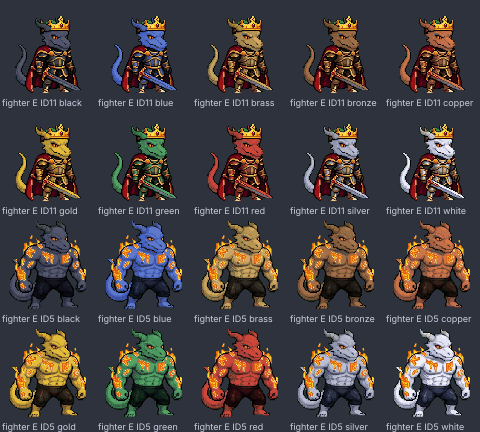 fighter E ID11 black
fighter E ID11 blue
fighter E ID11 brass
fighter E ID11 bronze
fighter E ID11 copper
fighter E ID11 gold
fighter E ID11 green
fighter E ID11 red
fighter E ID11 silver
fighter E ID11 white
fighter E ID5 black
fighter E ID5 blue
fighter E ID5 brass
fighter E ID5 bronze
fighter E ID5 copper
fighter E ID5 gold
fighter E ID5 green
fighter E ID5 red
fighter E ID5 silver
fighter E ID5 white